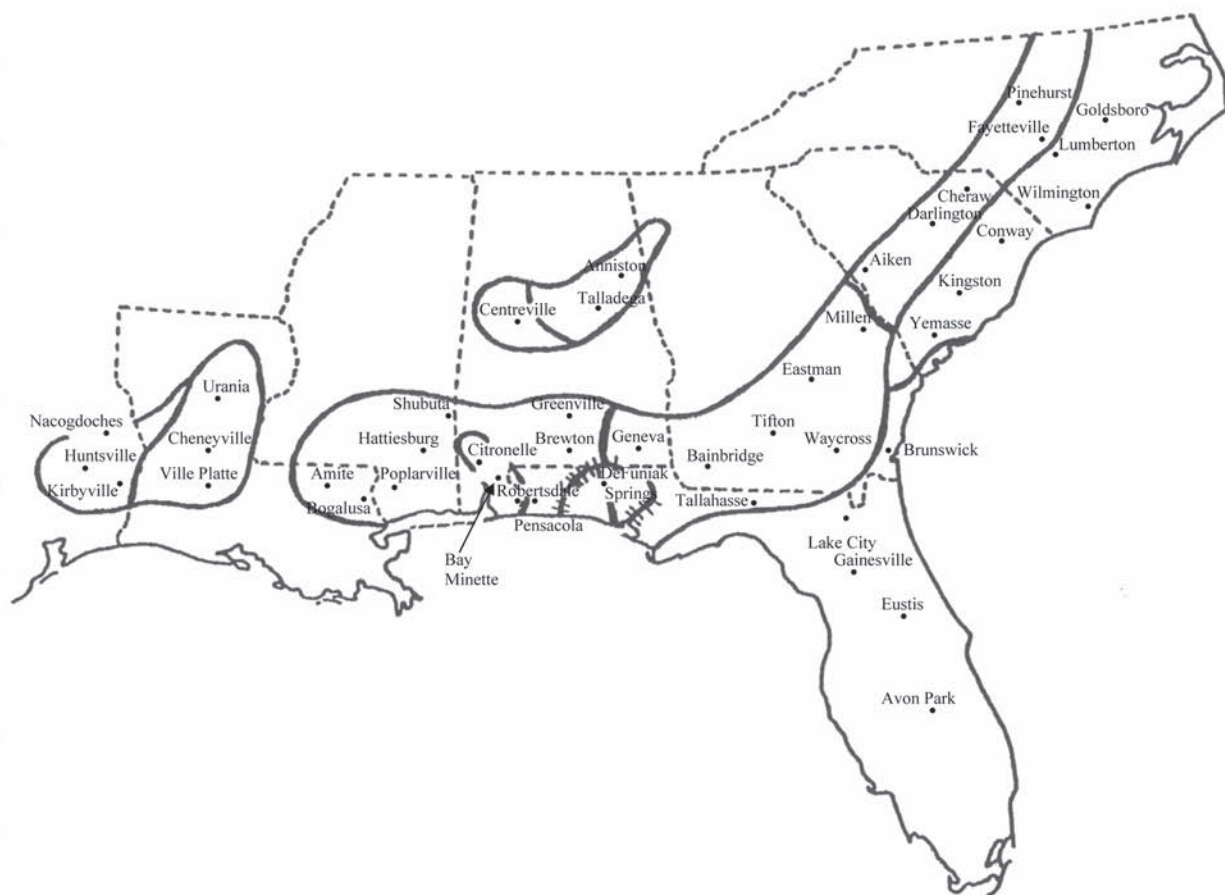 Pinehurst
Goldsboro
Fayetteville
Lumberton
Cheraw
Wilmington
Darlington
Conway
Aiken
Anniston
Kingston
Talladega
Centreville
Millen
Yemasse
Eastman
Urania
Shubuta
Greenville
Nacogdoches
Tifton
Cheneyville
Hattiesburg
Brewton
Geneva
Waycross
Citronelle
Brunswick
Huntsville
Bainbridge
Ville Platte
Amite
Poplarville
DeFuniak
Springs
Kirbyville
Robertsdale
Tallahasse
Bogalusa
Pensacola
Lake City
Bay
Minette
Gainesville
Eustis
Avon Park